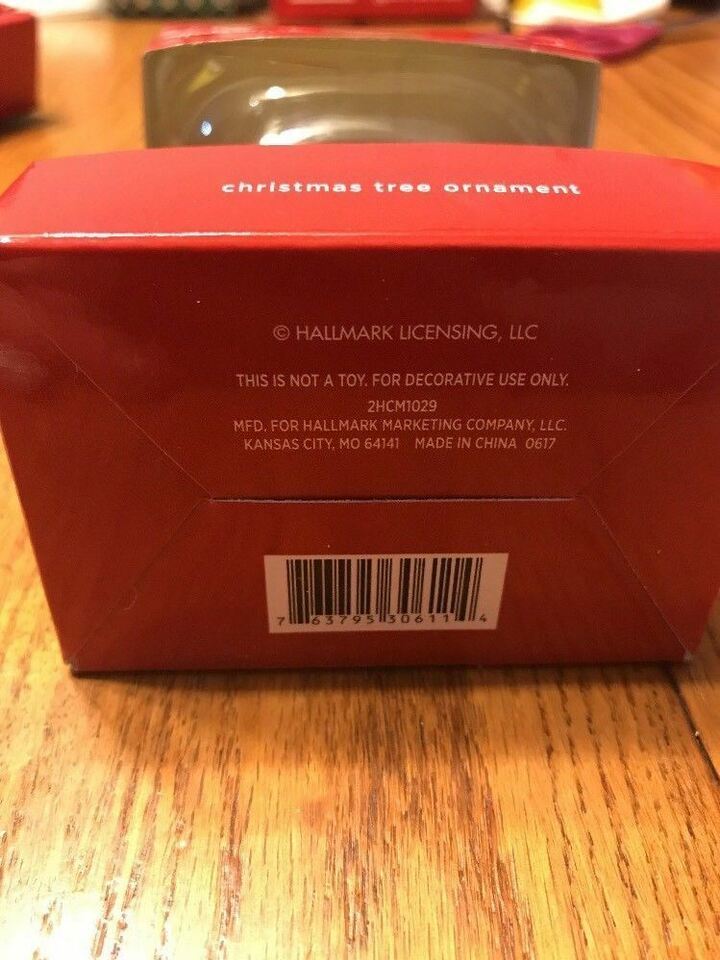 christmas tree ornament
© HALLMARK LICENSING, LLC
THIS IS NOT A TOY. FOR DECORATIVE USE ONLY.
2HCM1029
MFD. FOR HALLMARK MARKETING COMPANY, LLC.
KANSAS CITY, MO 64141 MADE IN CHINA 0617
7 63795 30611 4